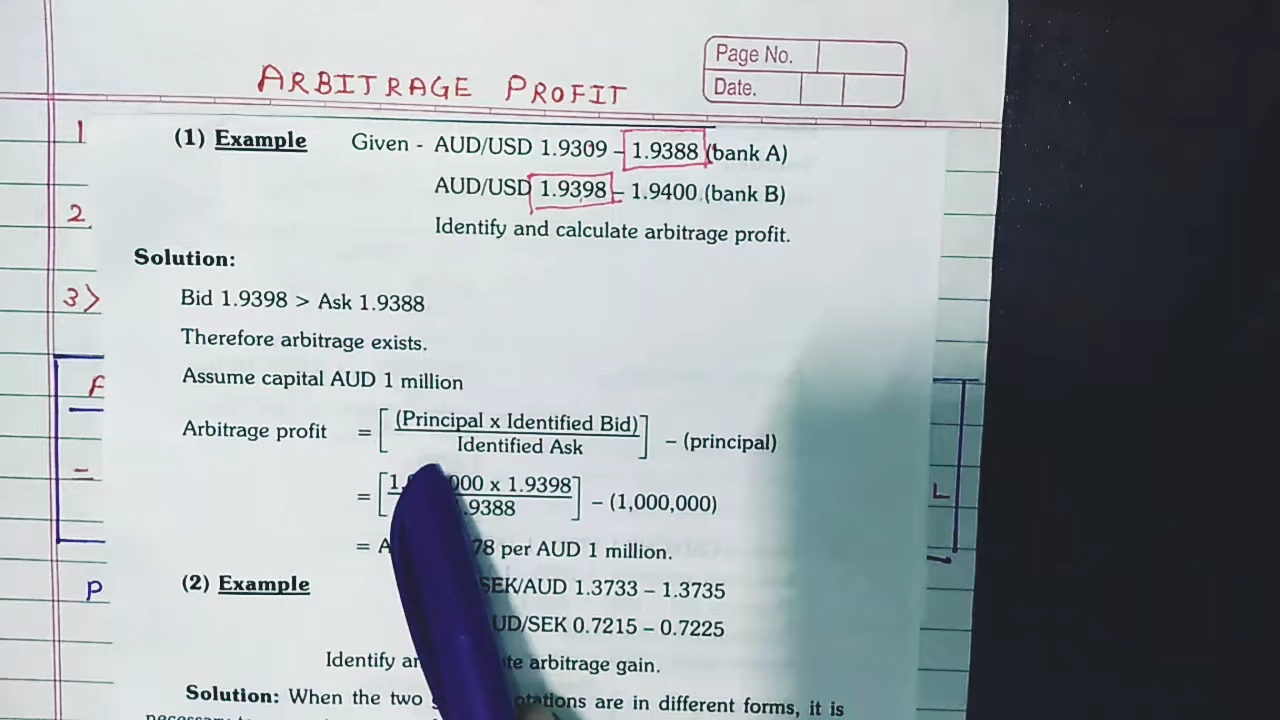 Page No.
Date.
ARBITRAGE PROFIT
1
(1) Example Given - AUD/USD 1.9309 – 1.9388 (bank A)
2
AUD/USD 1.9398 – 1.9400 (bank B)
Identify and calculate arbitrage profit.
Solution:
3>
Bid 1.9398 > Ask 1.9388
Therefore arbitrage exists.
Assume capital AUD 1 million
Arbitrage profit = [(Principal x Identified Bid)
Identified Ask] – (principal)
= [1, 000 x 1.9398
.9388] – (1,000,000)
= A 78 per AUD 1 million.
P
(2) Example SEK/AUD 1.3733 – 1.3735
UD/SEK 0.7215 – 0.7225
Identify arbitrage gain.
Solution: When the two are in different forms, it is